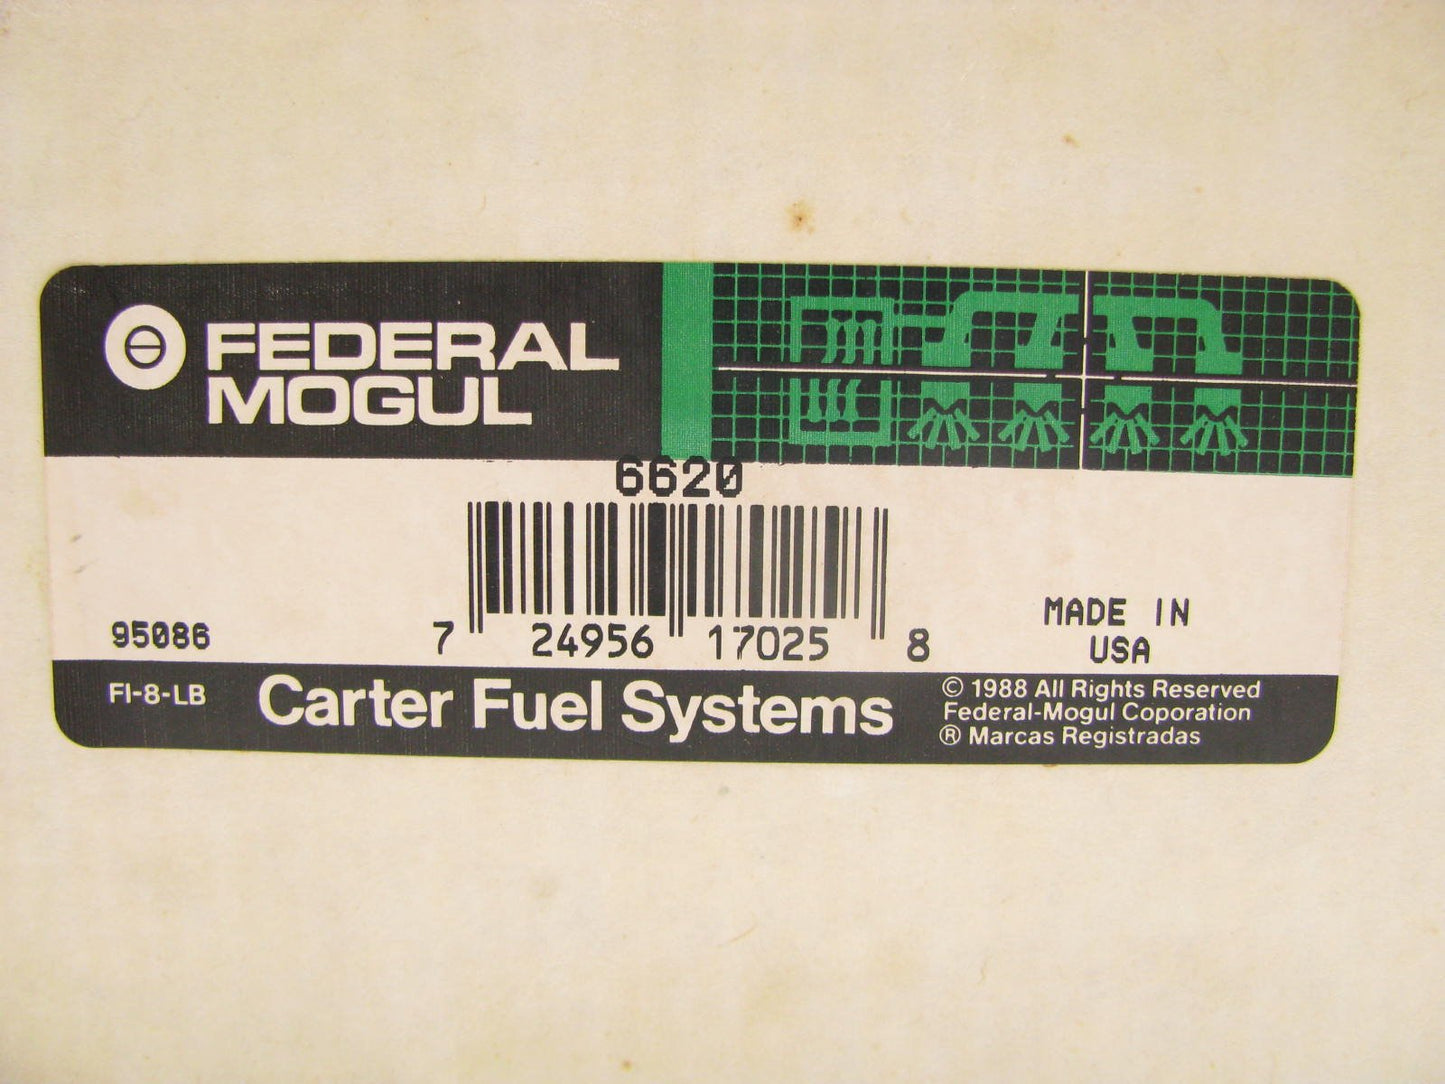 FEDERAL
MOGUL
6620
95086
7 24956 17025 8
MADE IN
USA
FI-8-LB
Carter Fuel Systems
© 1988 All Rights Reserved
Federal-Mogul Coporation
® Marcas Registradas